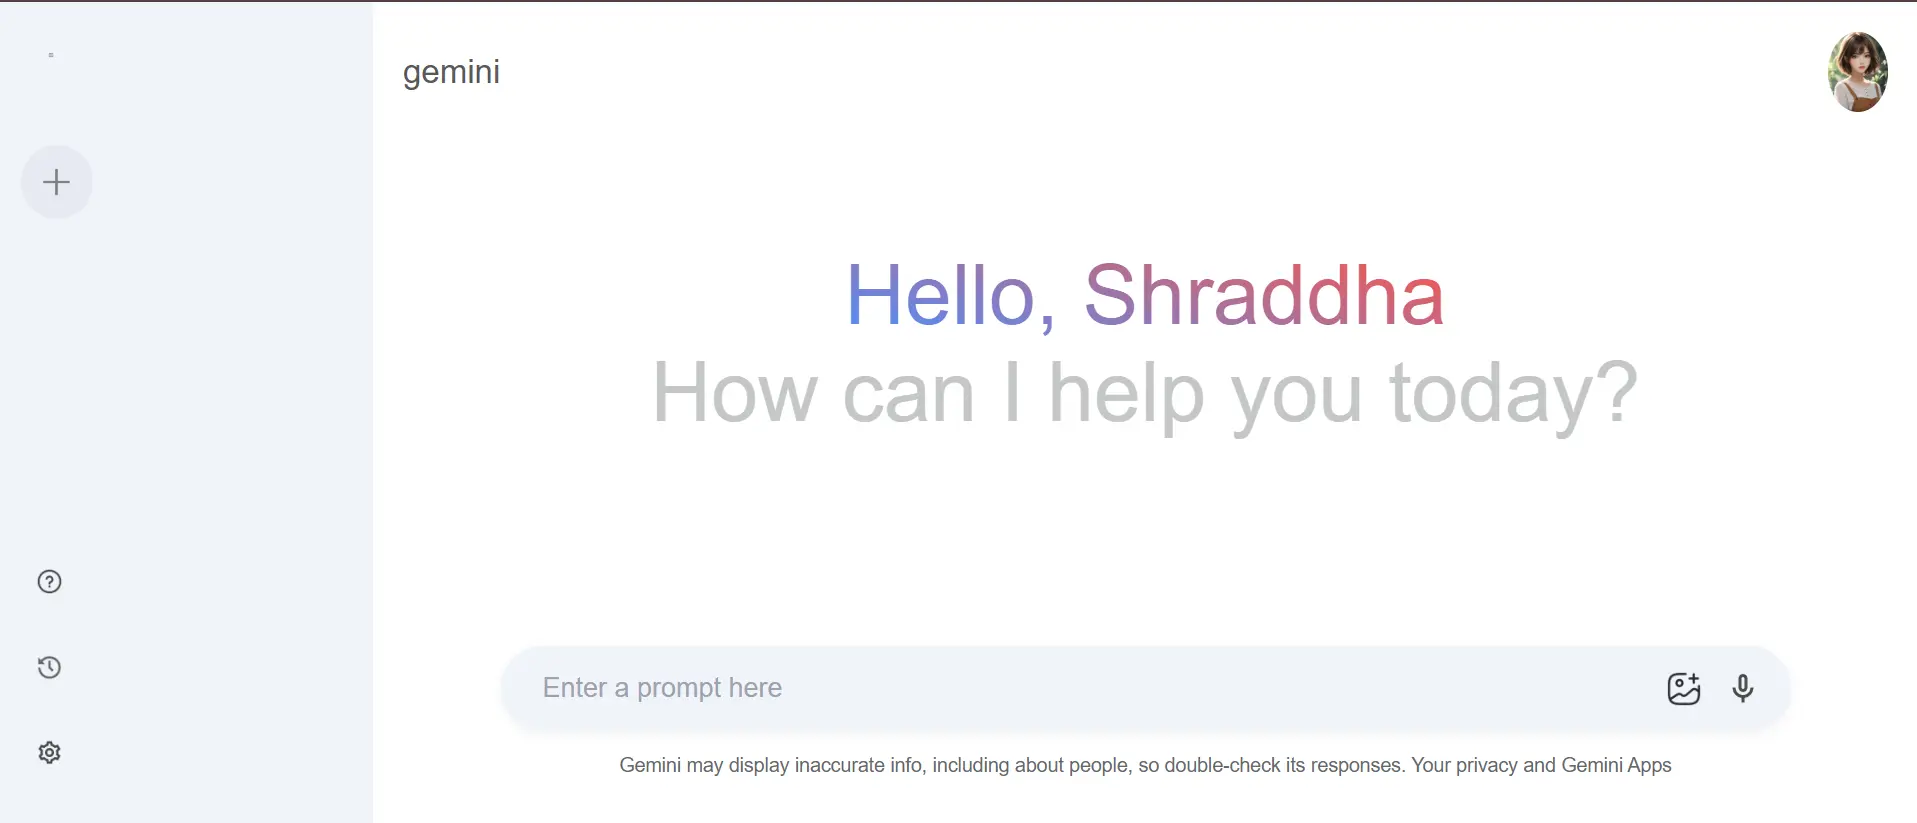 gemini
Hello, Shraddha
How can I help you today?
Enter a prompt here
Gemini may display inaccurate info, including about people, so double-check its responses. Your privacy and Gemini Apps